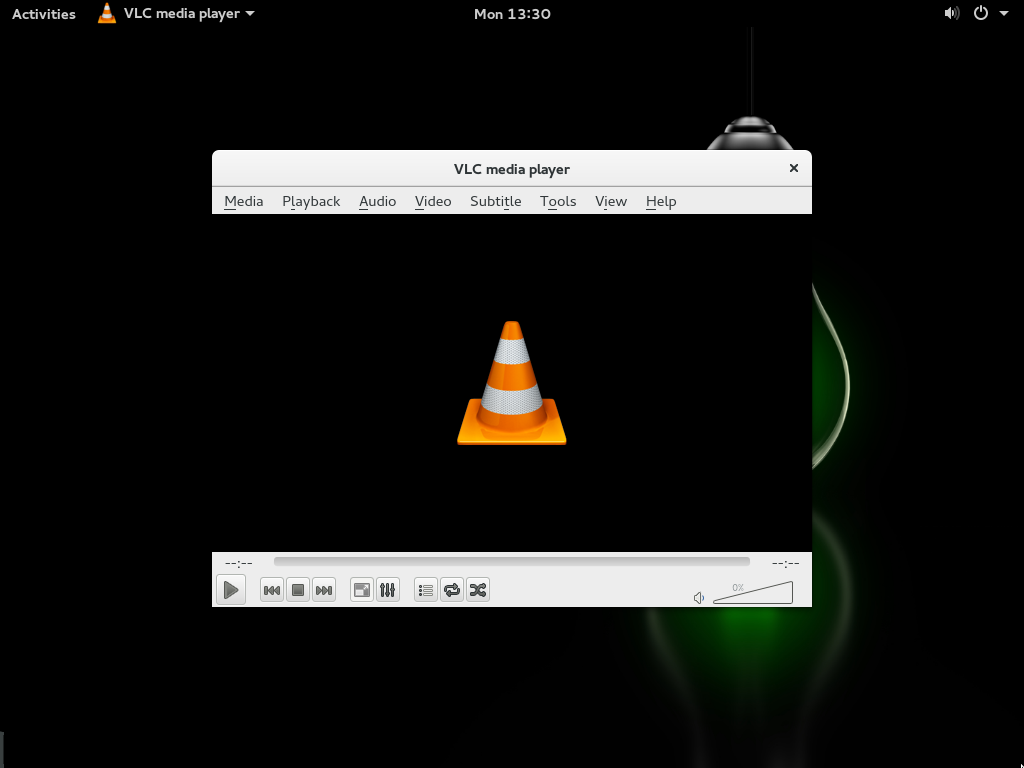 Activities VLC media player Mon 13:30
VLC media player
Media Playback Audio Video Subtitle Tools View Help
--:-- --:--
0%